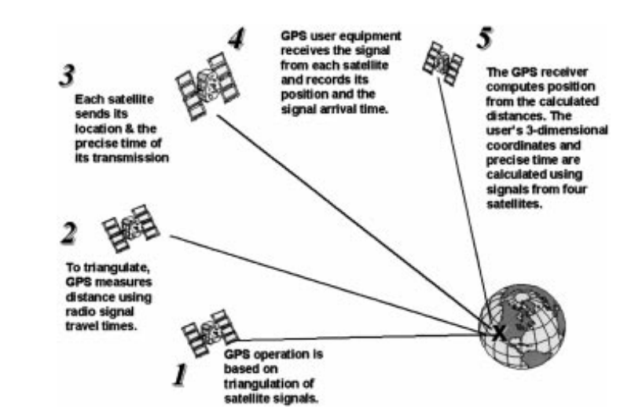 1
GPS operation is
based on
triangulation of
satellite signals.
2
To triangulate,
GPS measures
distance using
radio signal
travel times.
3
Each satellite
sends its
location & the
precise time of
its transmission
4
GPS user equipment
receives the signal
from each satellite
and records its
position and the
signal arrival time.
5
The GPS receiver
computes position
from the calculated
distances. The
user's 3-dimensional
coordinates and
precise time are
calculated using
signals from four
satellites.
X